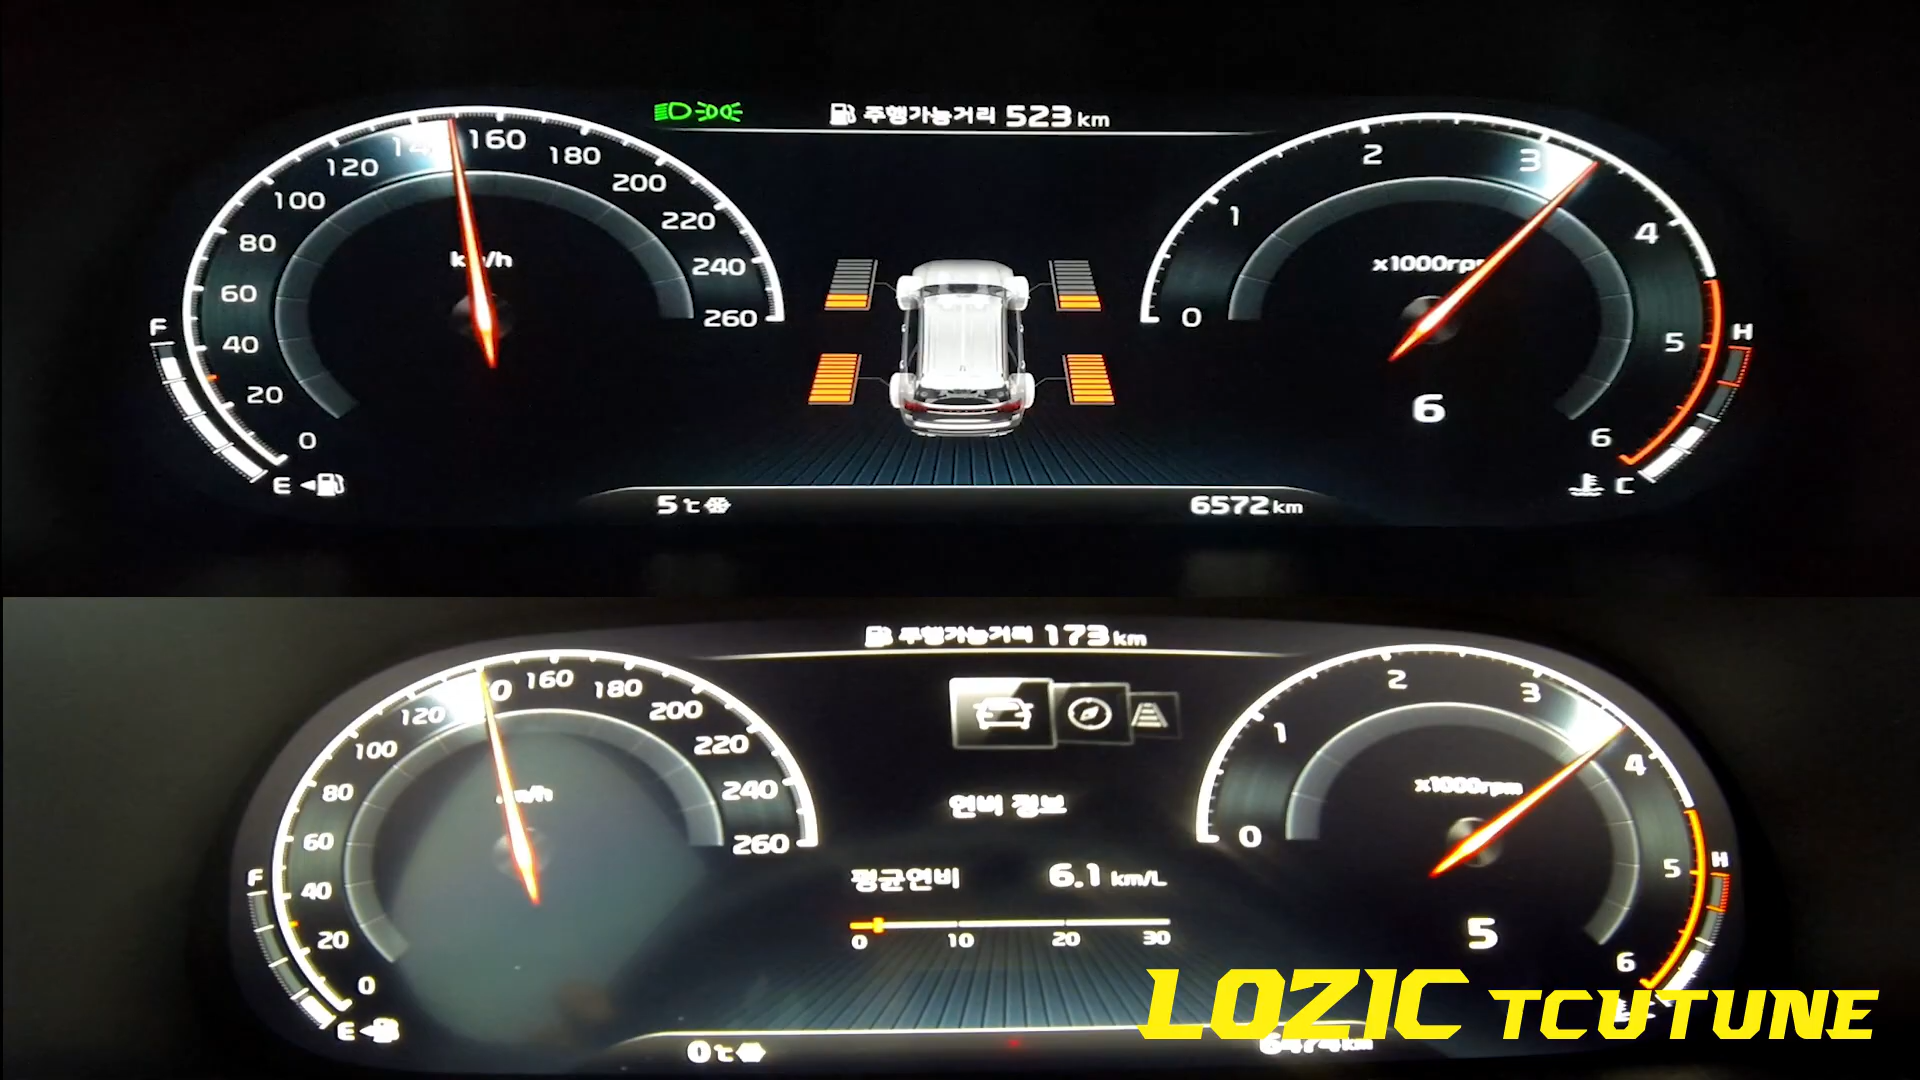 주행가능거리 523 km
0 20 40 60 80 100 120 160 180 200 220 240 260
km/h
F
E
0 1 2 3 4 5 6
x1000rpm
6
H
C
5℃
6572 km
주행가능거리 173 km
0 20 40 60 80 100 120 160 180 200 220 240 260
km/h
F
E
연비 정보
평균연비 6.1 km/L
0 10 20 30
0 1 2 3 4 5 6
x1000rpm
5
H
0℃
6474 km
LOZIC TCUTUNE